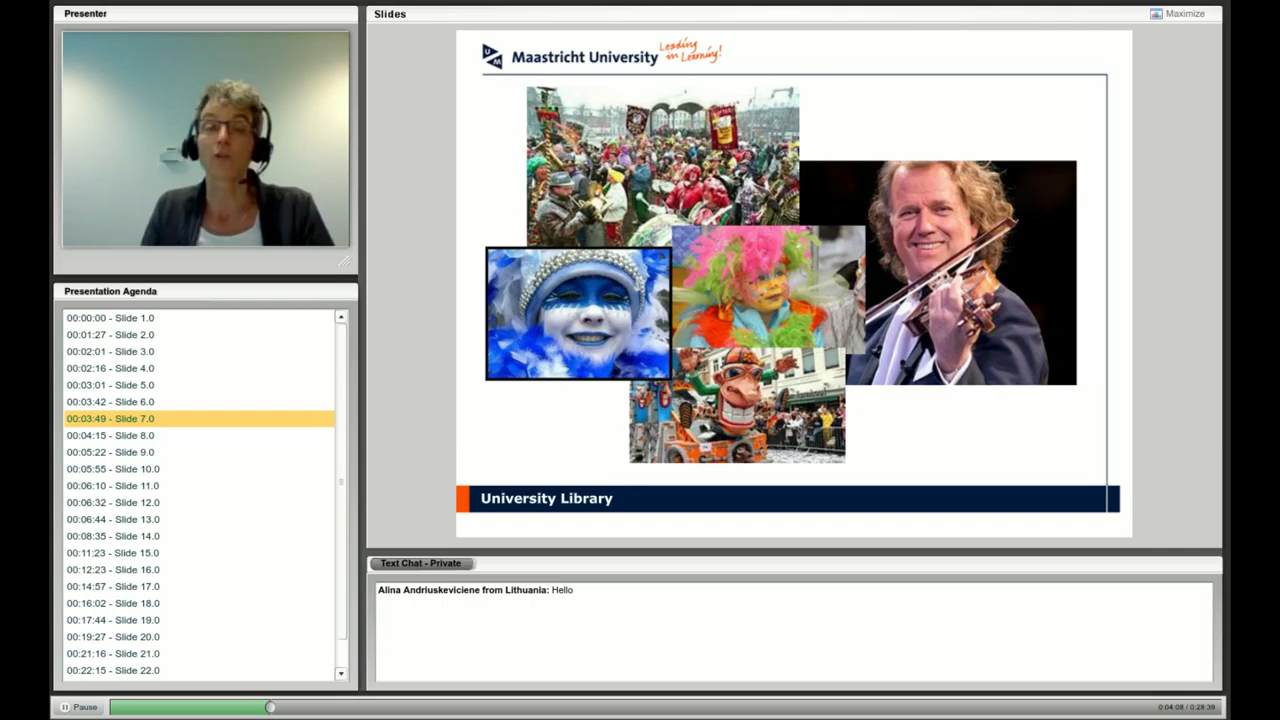 Presenter
Slides
Maximize
Maastricht University
Leading
in Learning!
University Library
Presentation Agenda
00:00:00 - Slide 1.0
00:01:27 - Slide 2.0
00:02:01 - Slide 3.0
00:02:16 - Slide 4.0
00:03:01 - Slide 5.0
00:03:42 - Slide 6.0
00:03:49 - Slide 7.0
00:04:15 - Slide 8.0
00:05:22 - Slide 9.0
00:05:55 - Slide 10.0
00:06:10 - Slide 11.0
00:06:32 - Slide 12.0
00:06:44 - Slide 13.0
00:08:35 - Slide 14.0
00:11:23 - Slide 15.0
00:12:23 - Slide 16.0
00:14:57 - Slide 17.0
00:16:02 - Slide 18.0
00:17:44 - Slide 19.0
00:19:27 - Slide 20.0
00:21:16 - Slide 21.0
00:22:15 - Slide 22.0
Text Chat - Private
Alina Andriuskeviciene from Lithuania: Hello
Pause
0:04:08 / 0:28:39